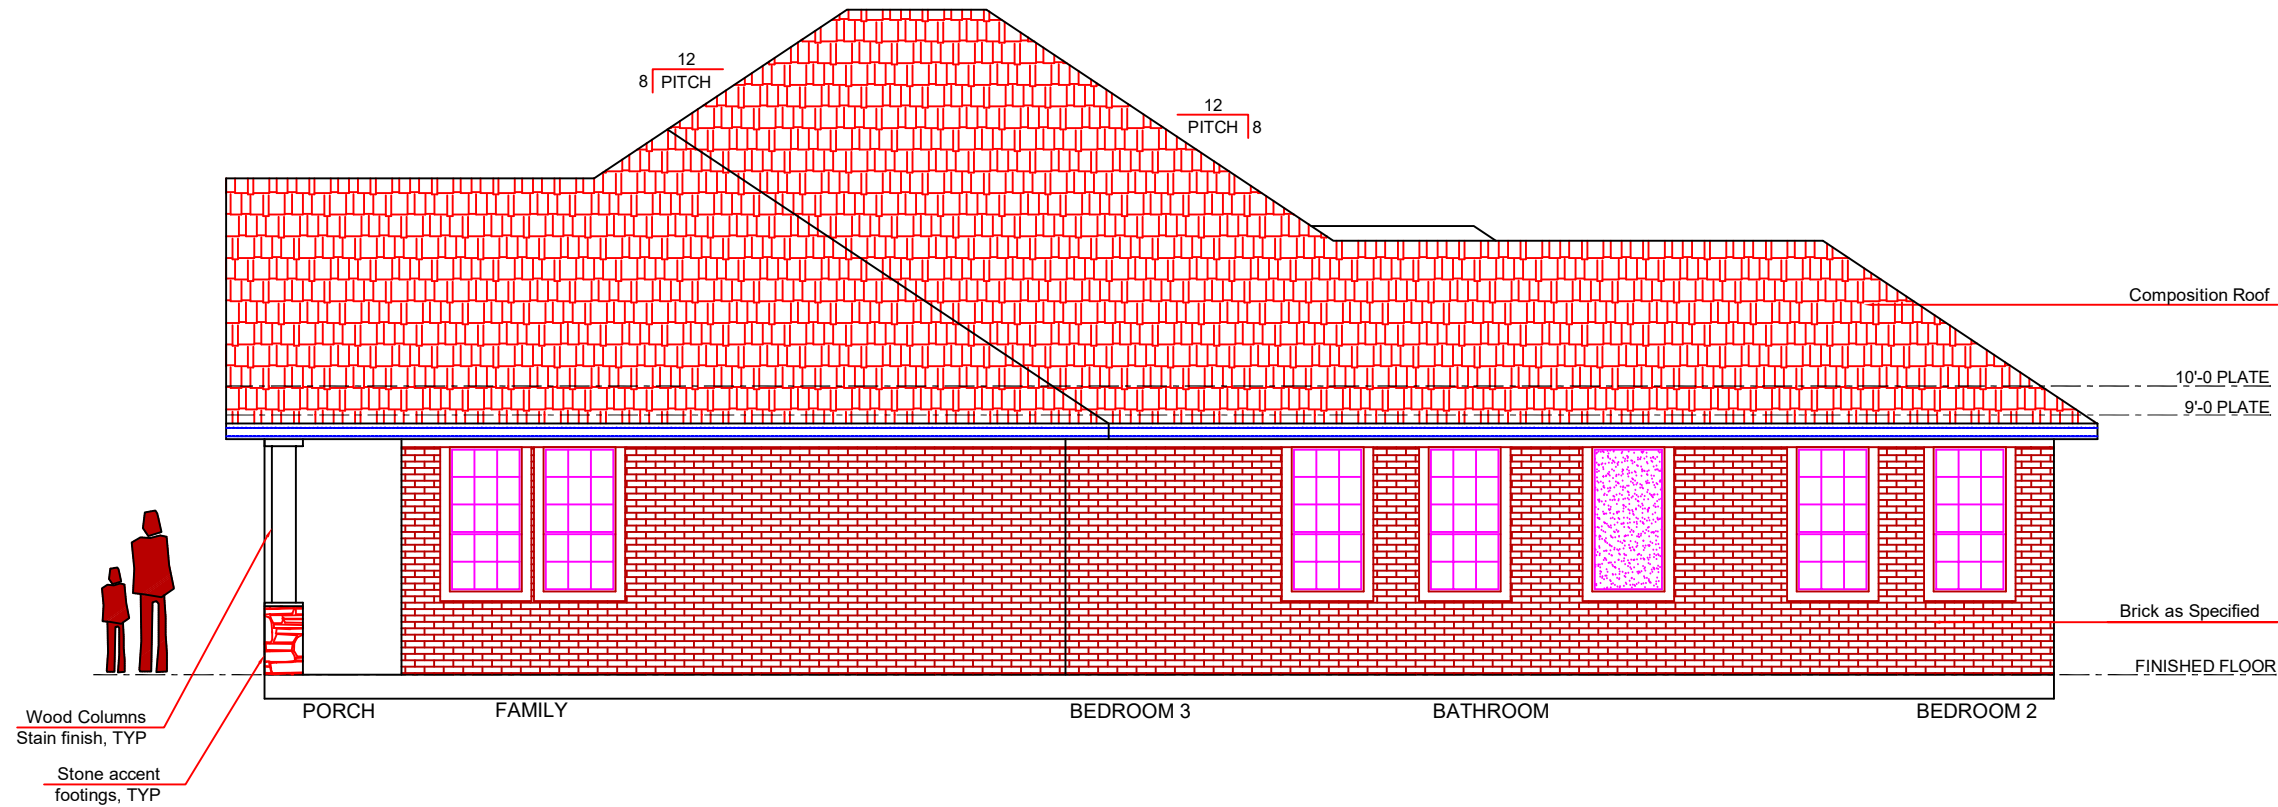 12
8 PITCH
12
PITCH 8
Composition Roof
10'-0 PLATE
9'-0 PLATE
Brick as Specified
FINISHED FLOOR
Wood Columns
Stain finish, TYP
PORCH
FAMILY
BEDROOM 3
BATHROOM
BEDROOM 2
Stone accent
footings, TYP